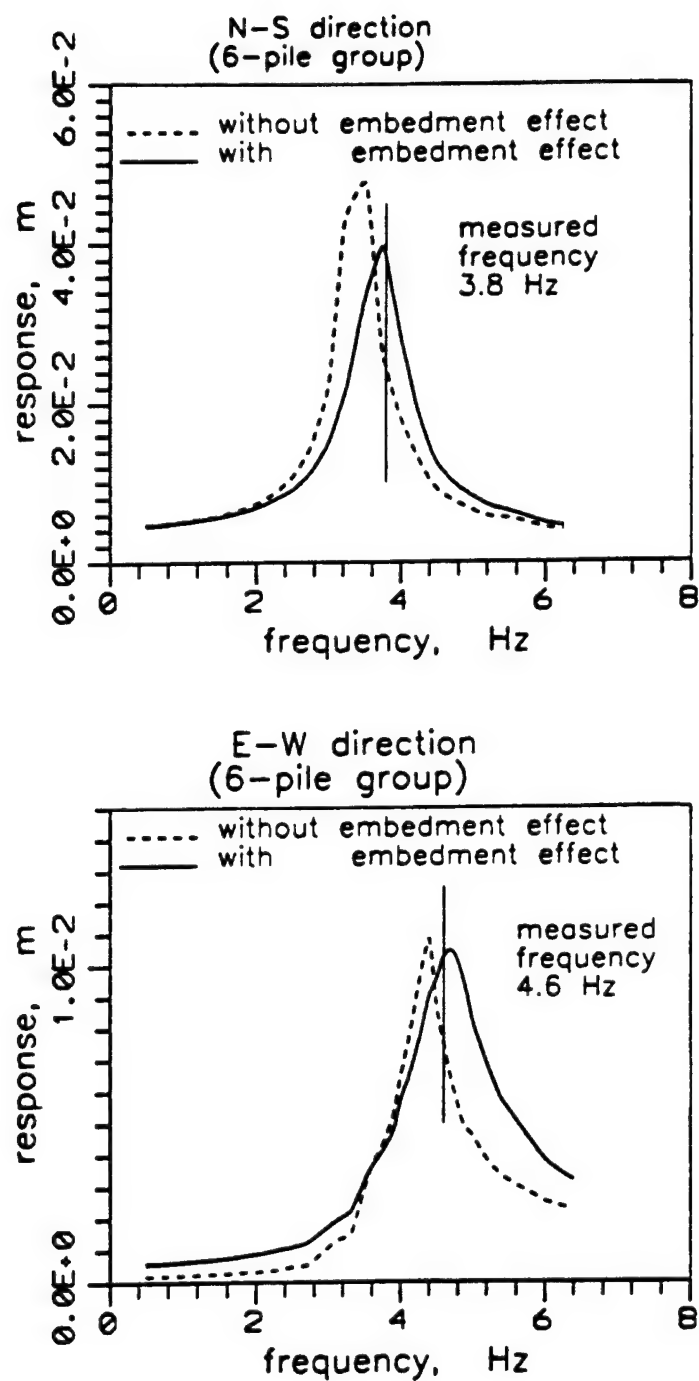 N-S direction
(6-pile group)
6.0E-2
without embedment effect
with embedment effect
measured
frequency
3.8 Hz
4.0E-2
response, m
2.0E-2
0.0E+0
0 2 4 6 8
frequency, Hz
E-W direction
(6-pile group)
without embedment effect
with embedment effect
measured
frequency
4.6 Hz
1.0E-2
response, m
0.0E+0
0 2 4 6 8
frequency, Hz